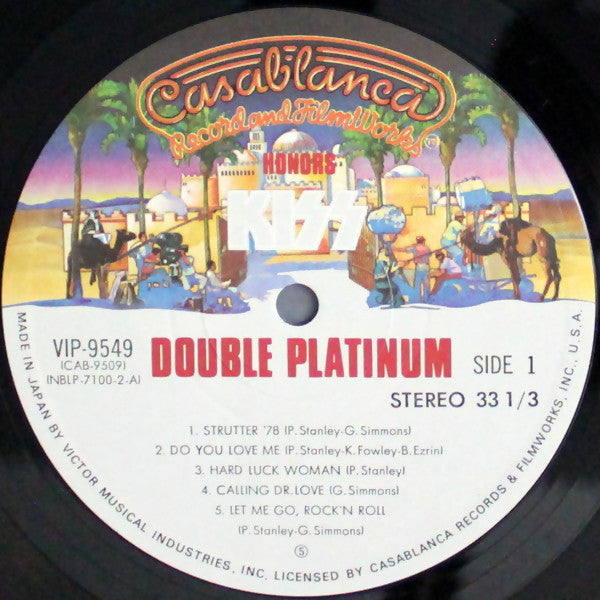 Casablanca
Record and FilmWorks
HONORS
KISS
VIP-9549
(CAB-9509)
(NBLP-7100-2-A)
DOUBLE PLATINUM
SIDE 1
STEREO 33 1/3
1. STRUTTER '78 (P. Stanley-G. Simmons)
2. DO YOU LOVE ME (P. Stanley-K. Fowley-B. Ezrin)
3. HARD LUCK WOMAN (P. Stanley)
4. CALLING DR. LOVE (G. Simmons)
5. LET ME GO, ROCK'N ROLL
(P. Stanley-G. Simmons)
Ⓢ
MADE IN JAPAN BY VICTOR MUSICAL INDUSTRIES, INC. LICENSED BY CASABLANCA RECORDS & FILMWORKS, INC., U.S.A.